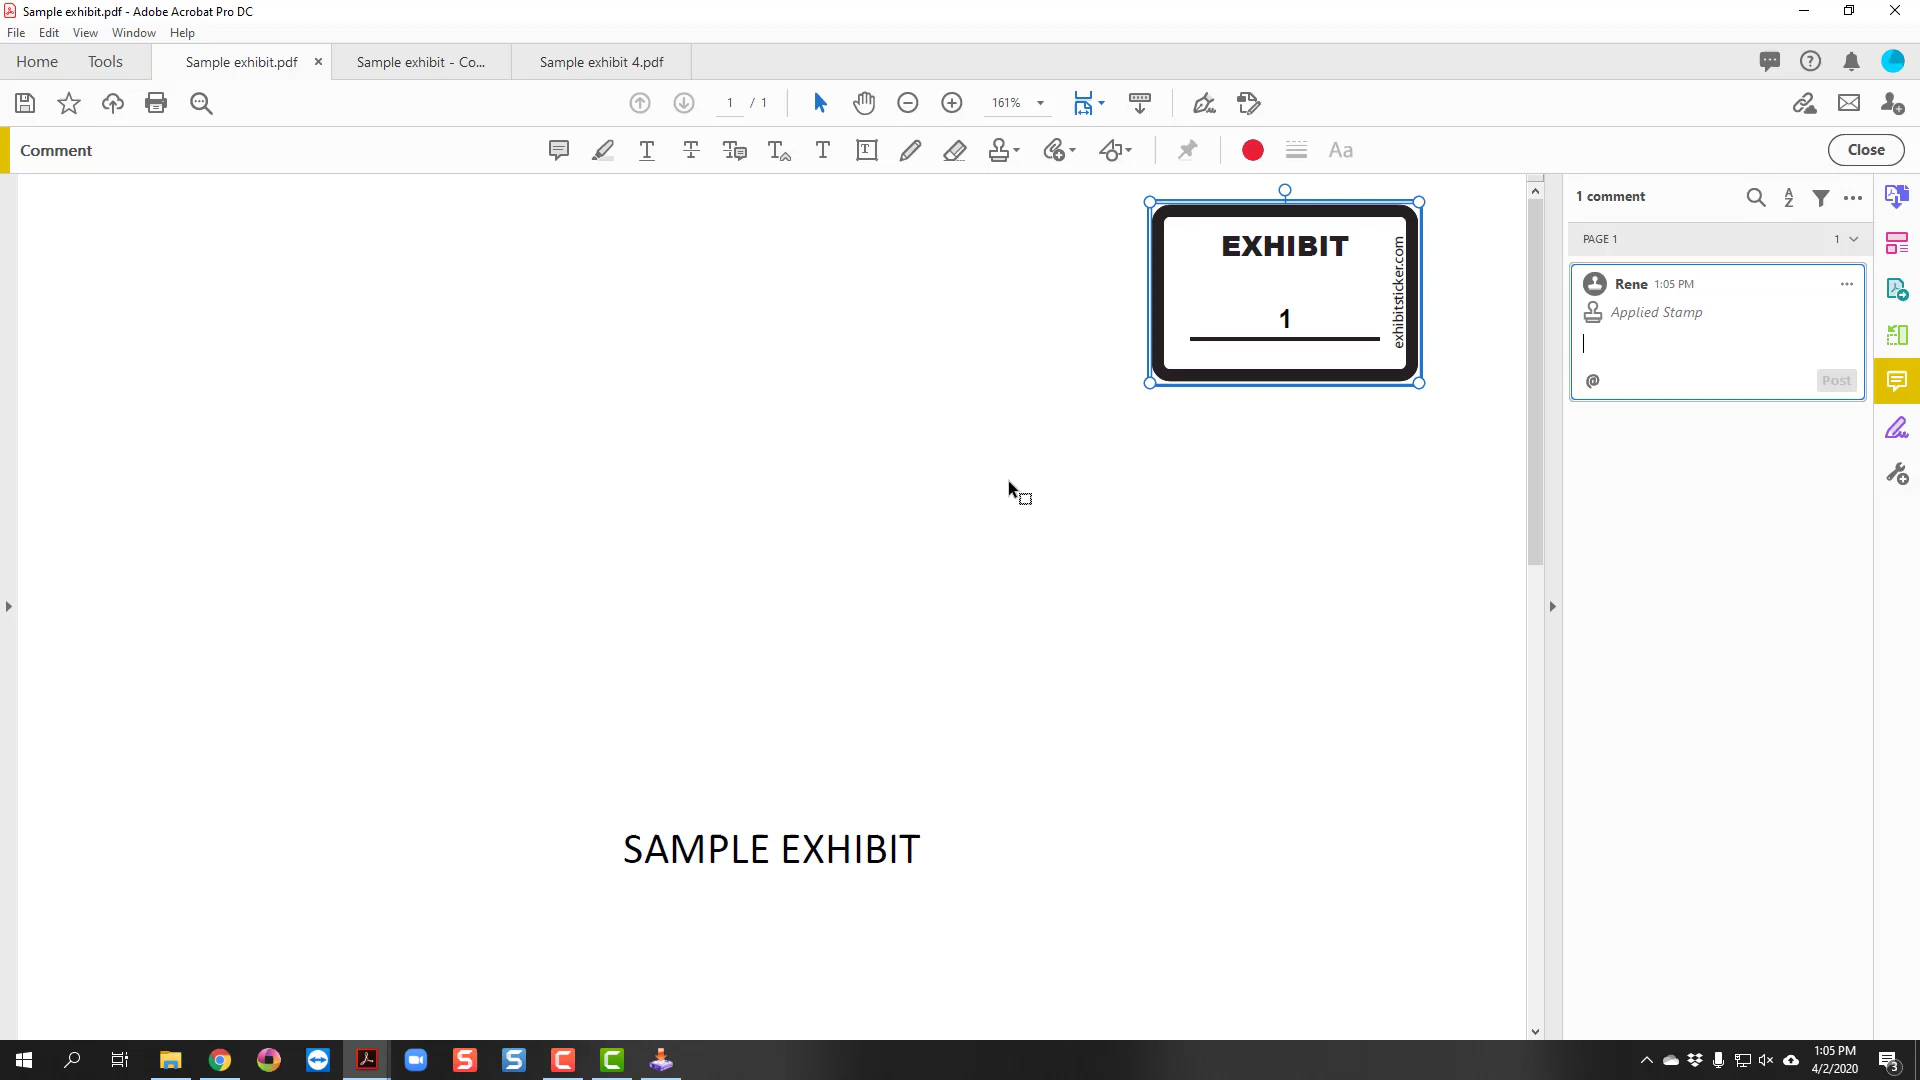 Sample exhibit.pdf - Adobe Acrobat Pro DC
File Edit View Window Help
Home Tools Sample exhibit.pdf × Sample exhibit - Co... Sample exhibit 4.pdf
1 / 1 161%
Comment
T T T T T T Aa Close
EXHIBIT
1
exhibitsticker.com
SAMPLE EXHIBIT
1 comment
PAGE 1 1
Rene 1:05 PM
Applied Stamp
@ Post
1:05 PM
4/2/2020
3